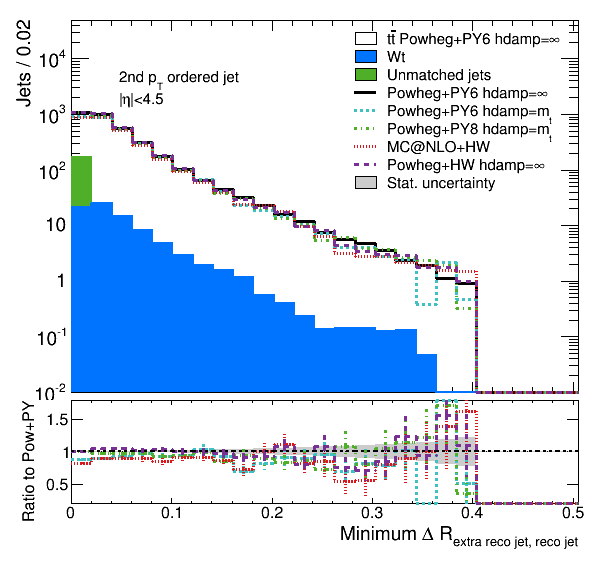 Jets / 0.02
10⁴
10³
10²
10
1
10⁻¹
10⁻²
2nd p_T ordered jet
|η|<4.5
tt̄ Powheg+PY6 hdamp=∞
Wt
Unmatched jets
Powheg+PY6 hdamp=∞
Powheg+PY6 hdamp=m_t
Powheg+PY8 hdamp=m_t
MC@NLO+HW
Powheg+HW hdamp=∞
Stat. uncertainty
Ratio to Pow+PY
1.5
1
0.5
0 0.1 0.2 0.3 0.4 0.5
Minimum Δ R_extra reco jet, reco jet